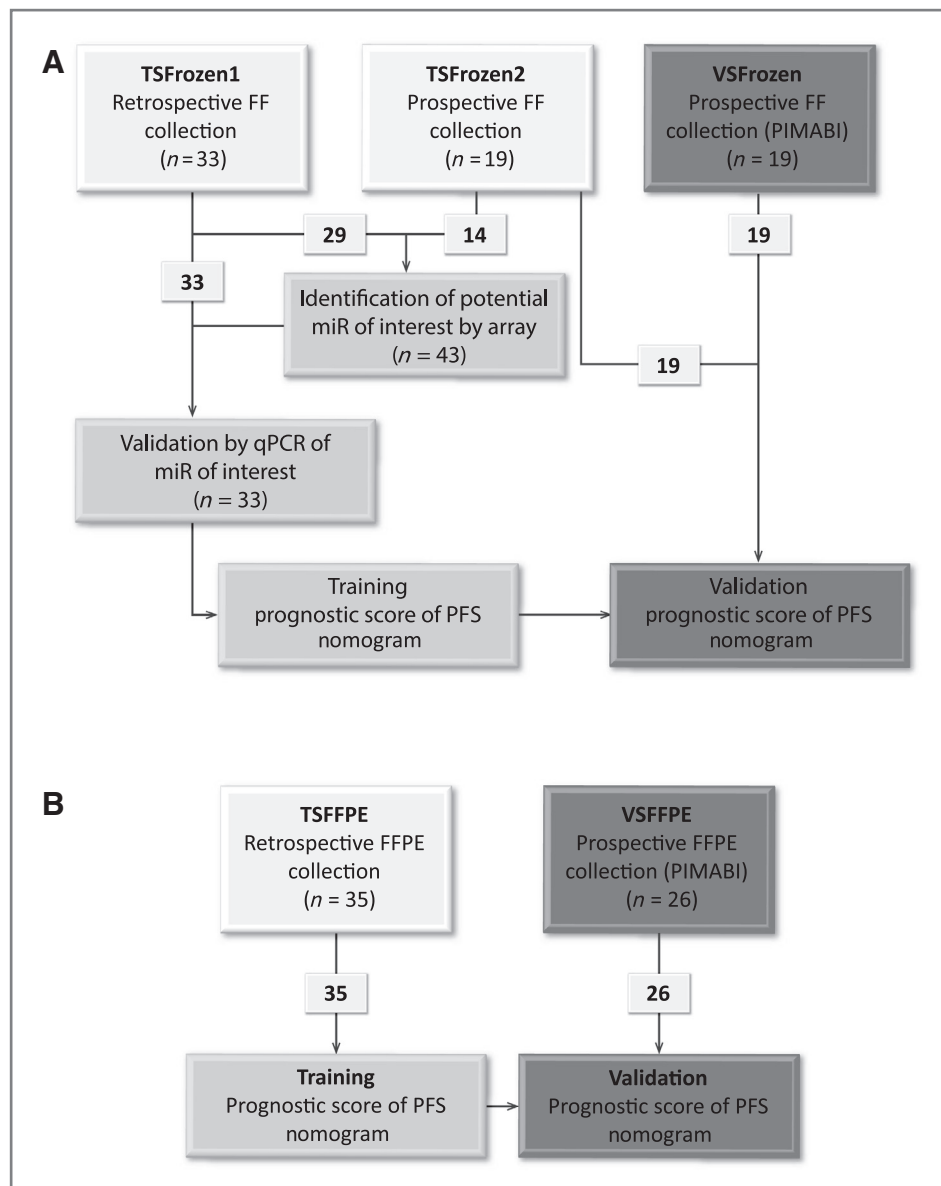 A
TSFrozen1
Retrospective FF
collection
(n = 33)
TSFrozen2
Prospective FF
collection
(n = 19)
VSFrozen
Prospective FF
collection (PIMABI)
(n = 19)
29
14
19
33
Identification of potential
miR of interest by array
(n = 43)
19
Validation by qPCR of
miR of interest
(n = 33)
Training
prognostic score of PFS
nomogram
Validation
prognostic score of PFS
nomogram
B
TSFFPE
Retrospective FFPE
collection
(n = 35)
VSFFPE
Prospective FFPE
collection (PIMABI)
(n = 26)
35
26
Training
Prognostic score of PFS
nomogram
Validation
Prognostic score of PFS
nomogram